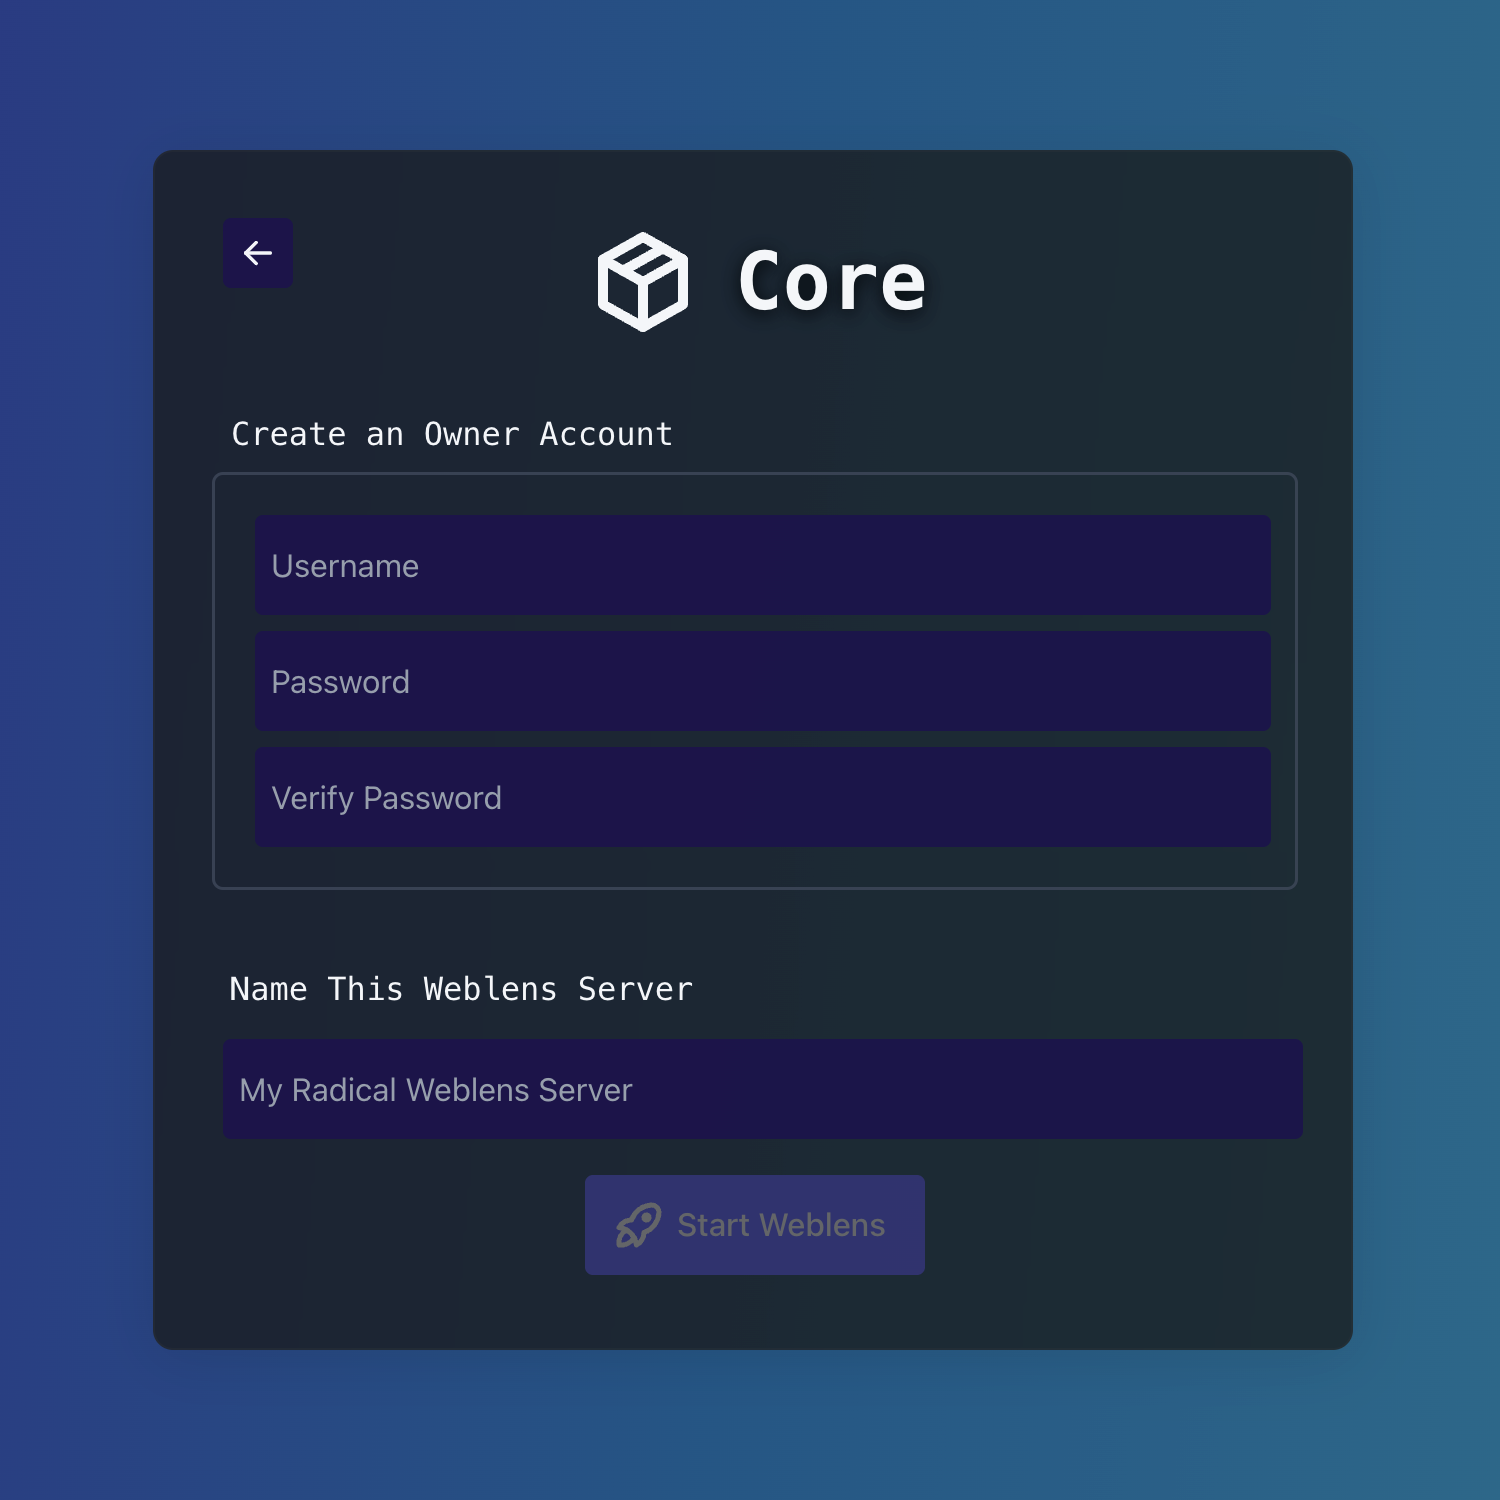 Core
Create an Owner Account
Username
Password
Verify Password
Name This Weblens Server
My Radical Weblens Server
Start Weblens